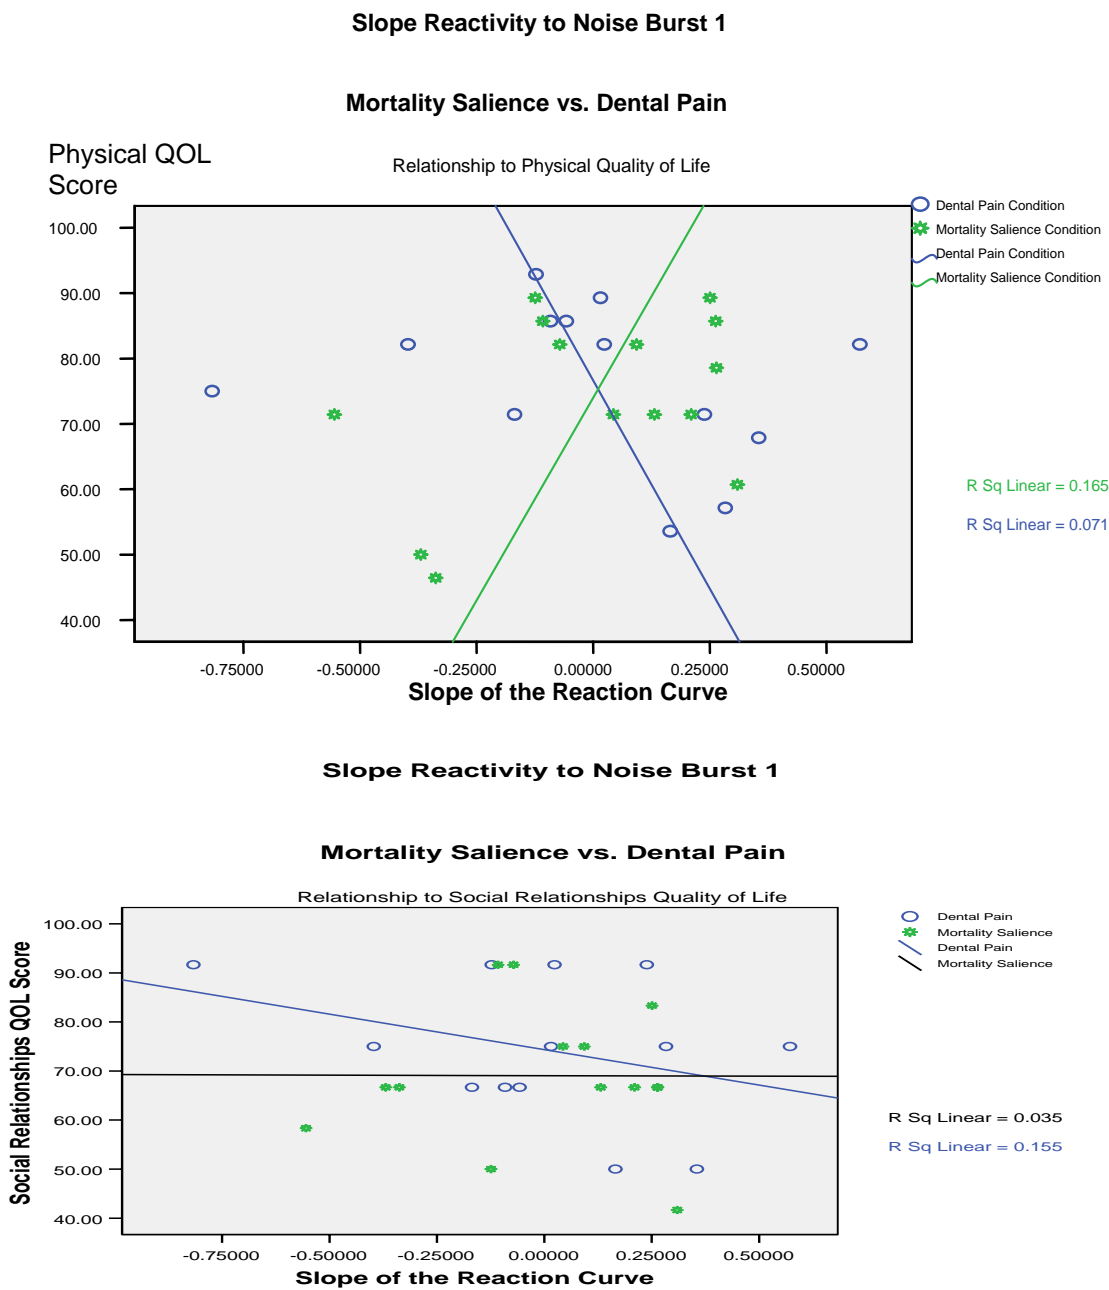 Slope Reactivity to Noise Burst 1
Mortality Salience vs. Dental Pain
Physical QOL
Score
Relationship to Physical Quality of Life
100.00
90.00
80.00
70.00
60.00
50.00
40.00
Dental Pain Condition
Mortality Salience Condition
Dental Pain Condition
Mortality Salience Condition
R Sq Linear = 0.165
R Sq Linear = 0.071
-0.75000 -0.50000 -0.25000 0.00000 0.25000 0.50000
Slope of the Reaction Curve
Slope Reactivity to Noise Burst 1
Mortality Salience vs. Dental Pain
Relationship to Social Relationships Quality of Life
Social Relationships QOL Score
100.00
90.00
80.00
70.00
60.00
50.00
40.00
Dental Pain
Mortality Salience
Dental Pain
Mortality Salience
R Sq Linear = 0.035
R Sq Linear = 0.155
-0.75000 -0.50000 -0.25000 0.00000 0.25000 0.50000
Slope of the Reaction Curve